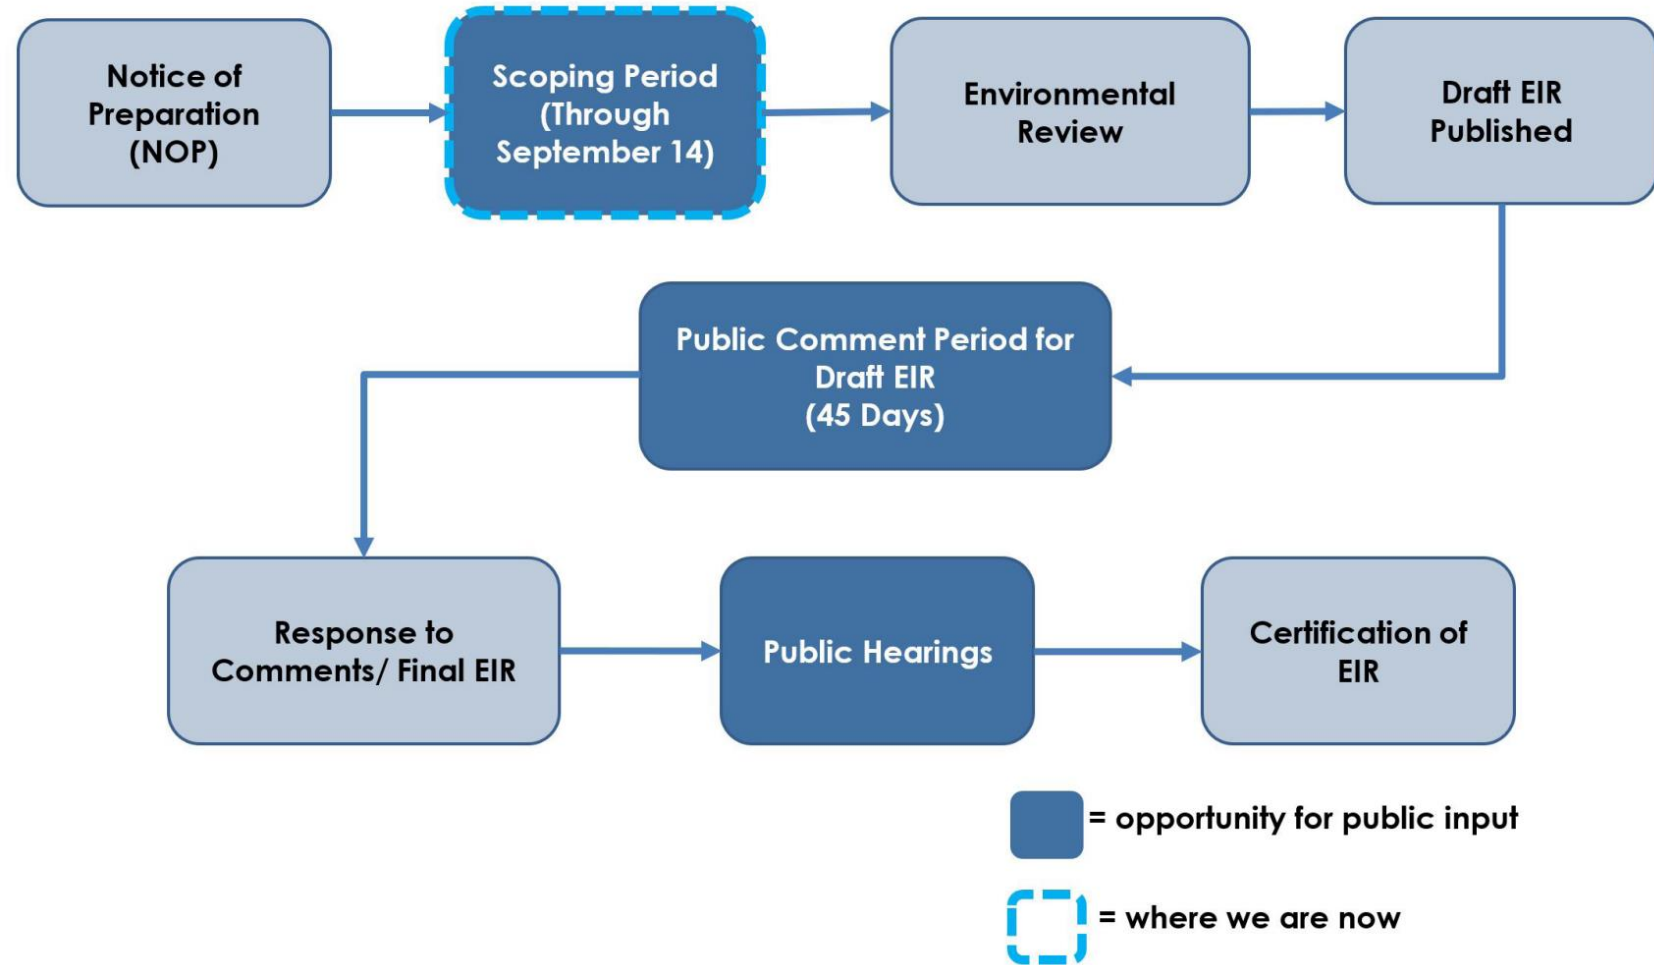 Notice of
Preparation
(NOP)
Scoping Period
(Through
September 14)
Environmental
Review
Draft EIR
Published
Public Comment Period for
Draft EIR
(45 Days)
Response to
Comments/ Final EIR
Public Hearings
Certification of
EIR
= opportunity for public input
= where we are now